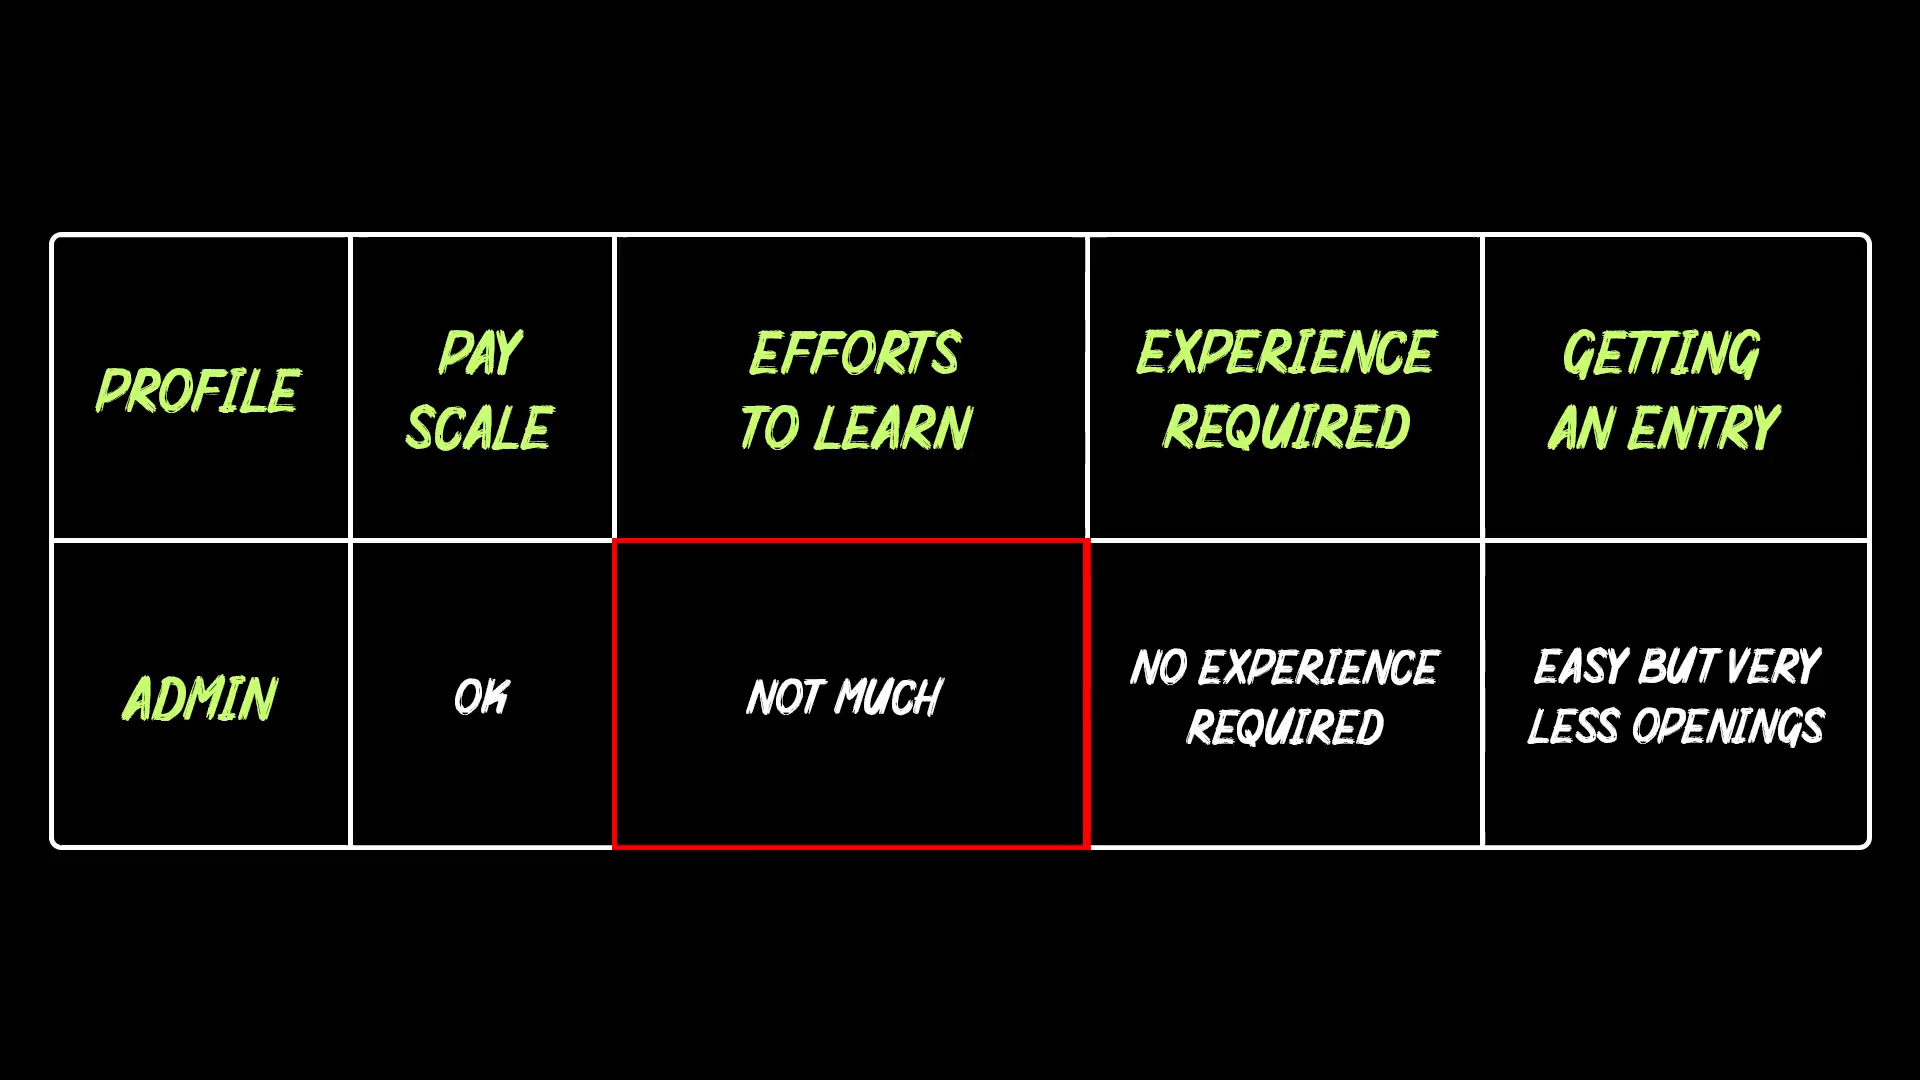 PROFILE
PAY
SCALE
EFFORTS
TO LEARN
EXPERIENCE
REQUIRED
GETTING
AN ENTRY
ADMIN
OK
NOT MUCH
NO EXPERIENCE
REQUIRED
EASY BUT VERY
LESS OPENINGS